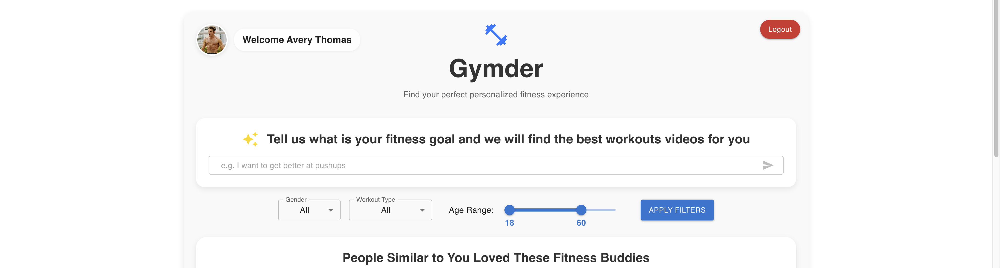 Welcome Avery Thomas
Logout
Gymder
Find your perfect personalized fitness experience
Tell us what is your fitness goal and we will find the best workouts videos for you
e.g. I want to get better at pushups
Gender
All
Workout Type
All
Age Range:
18
60
APPLY FILTERS
People Similar to You Loved These Fitness Buddies